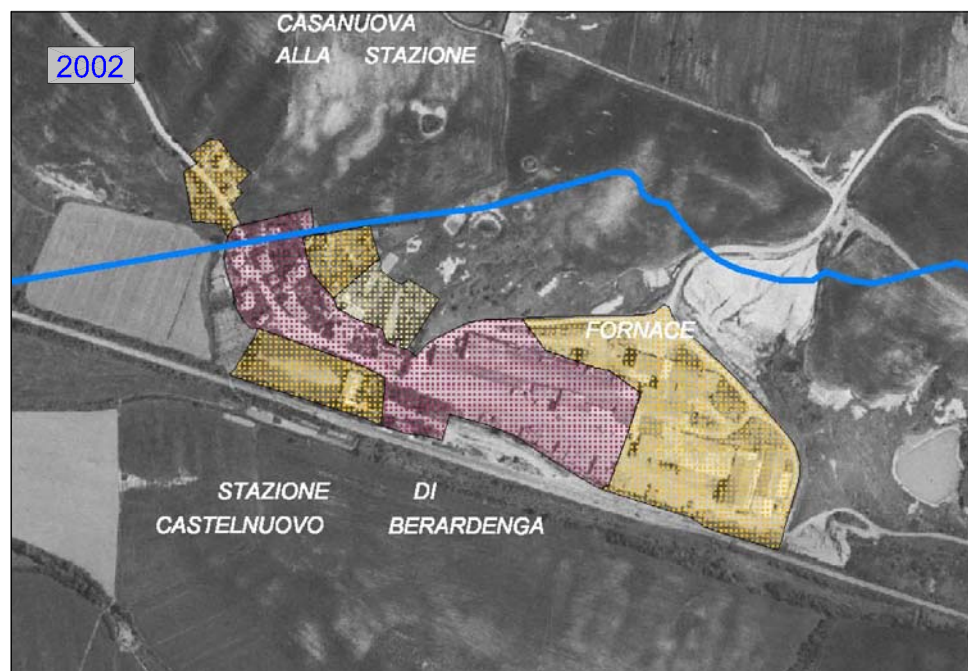 CASANUOVA
ALLA STAZIONE
2002
FORNACE
STAZIONE DI
CASTELNUOVO BERARDENGA